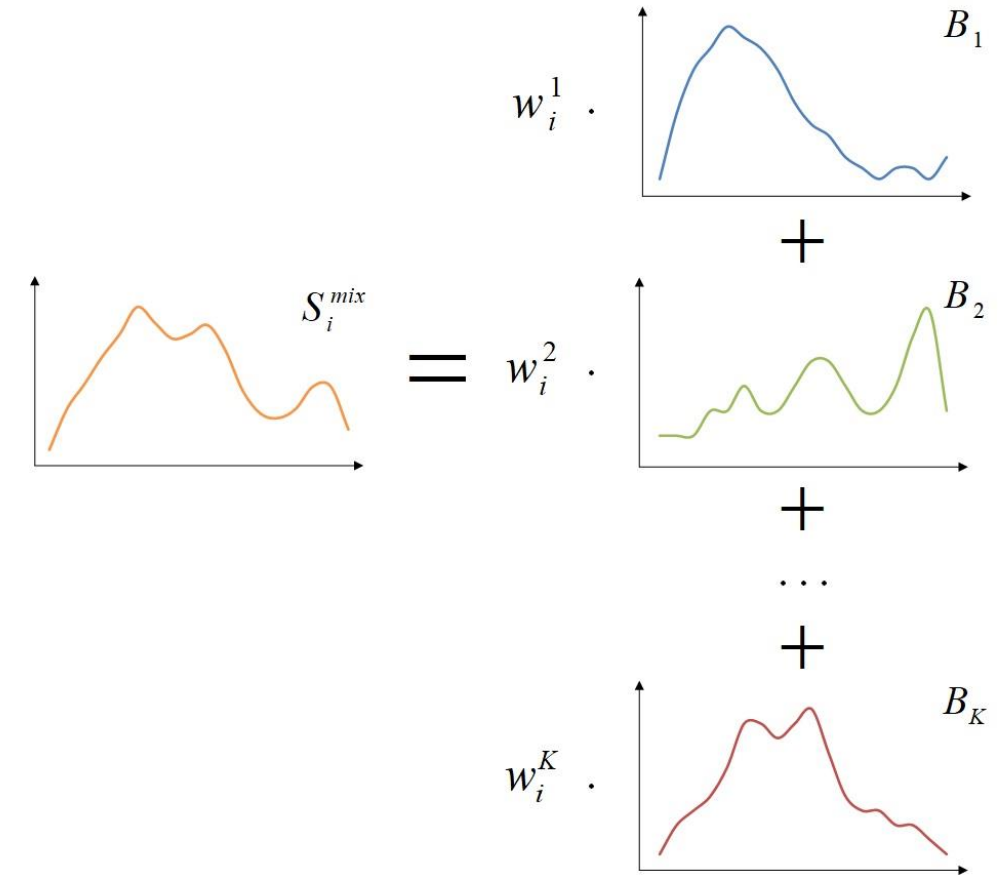 w_i^1 · B_1
+
S_i^{mix} = w_i^2 · B_2
+
...
+
w_i^K · B_K